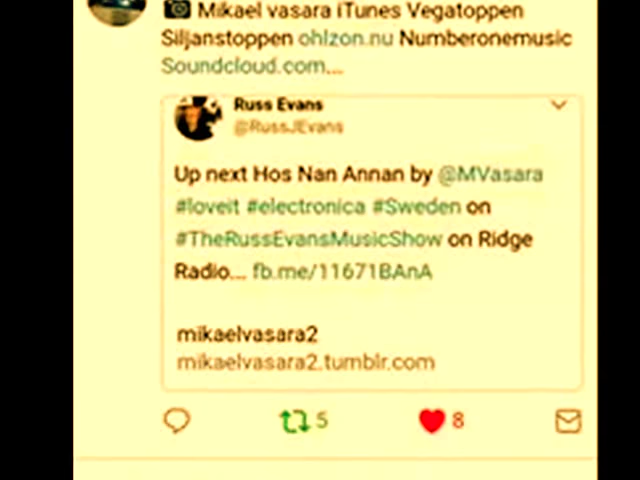 Mikael vasara iTunes Vegatoppen
Siljanstoppen ohlzon.nu Numberonemusic
Soundcloud.com...
Russ Evans
@RussJEvans
Up next Hos Nan Annan by @MVasara
#loveit #electronica #Sweden on
#TheRussEvansMusicShow on Ridge
Radio... fb.me/11671BAnA
mikaelvasara2
mikaelvasara2.tumblr.com
5 8